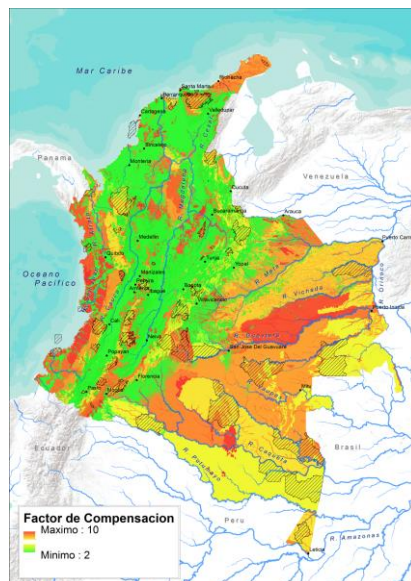 Mar Caribe
Riohacha
Santa Marta
Barranquilla
Cartagena
Valledupar
Sincelejo
Panama
Monteria
Venezuela
Cucuta
Bucaramanga
Arauca
Medellin
Quibdo
Puerto Carreño
Tunja
Yopal
Oceano
Pacifico
Manizales
Pereira
Armenia
Ibague
Bogota
R. Meta
R. Vichada
R. Orinoco
Villavicencio
Puerto Inirida
Cali
Neiva
R. Guaviare
San Jose Del Guaviare
Popayan
Florencia
Pasto
Mocoa
Mitu
Ecuador
R. Caqueta
Brasil
R. Putumayo
Peru
R. Amazonas
Leticia
Factor de Compensacion
Maximo : 10
Minimo : 2